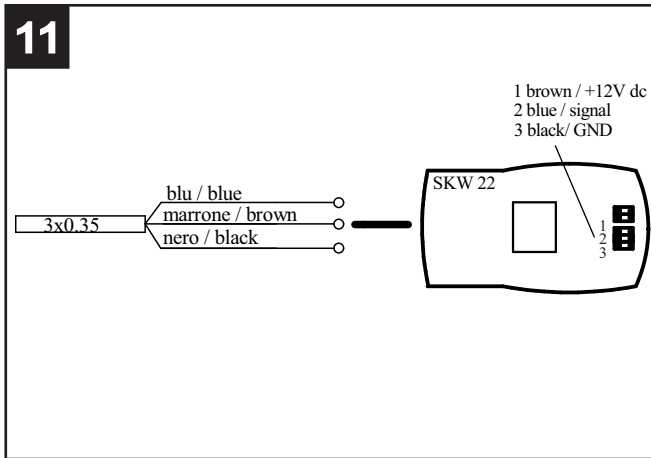 11
1 brown / +12V dc
2 blue / signal
3 black/ GND
SKW 22
blu / blue
marrone / brown
nero / black
3x0.35
1
2
3